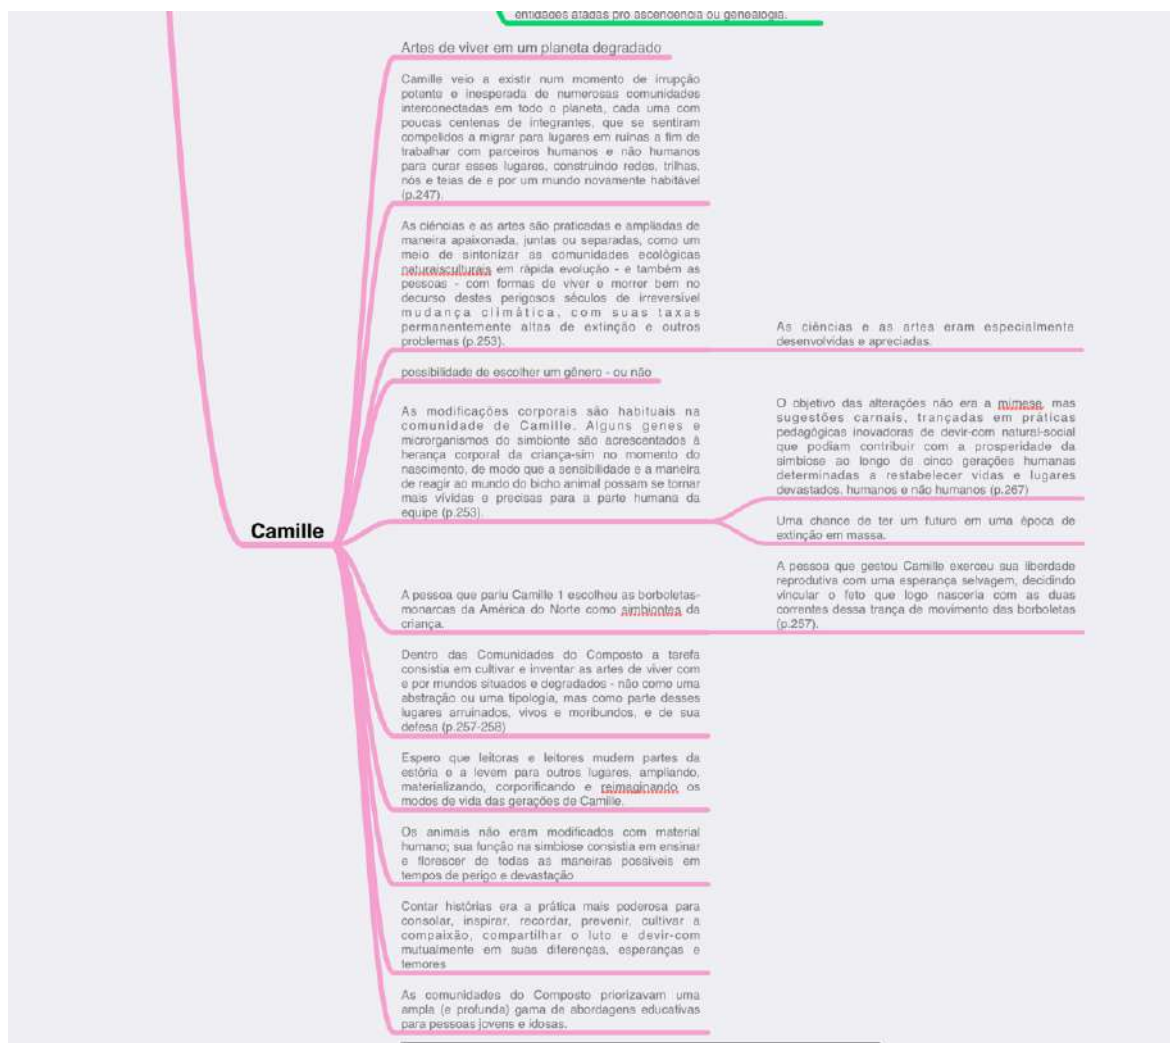 entidades atadas pro ascendência ou genealogia.
Artes de viver em um planeta degradado
Camille veio a existir num momento de irrupção
potente e inesperada de numerosas comunidades
interconectadas em todo o planeta, cada uma com
poucas centenas de integrantes, que se sentiram
compelidos a migrar para lugares em ruínas a fim de
trabalhar com parceiros humanos e não humanos
para curar esses lugares, construindo redes, trilhas,
nós e teias de e por um mundo novamente habitável
(p.247).
As ciências e as artes são praticadas e ampliadas de
maneira apaixonada, juntas ou separadas, como um
meio de sintonizar as comunidades ecológicas
naturaisculturais em rápida evolução - e também as
pessoas - com formas de viver e morrer bem no
decurso destes perigosos séculos de irreversível
mudança climática, com suas taxas
permanentemente altas de extinção e outros
problemas (p.253).
As ciências e as artes eram especialmente
desenvolvidas e apreciadas.
possibilidade de escolher um gênero - ou não
As modificações corporais são habituais na
comunidade de Camille. Alguns genes e
microrganismos do simbionte são acrescentados à
herança corporal da criança-sim no momento do
nascimento, de modo que a sensibilidade e a maneira
de reagir ao mundo do bicho animal possam se tornar
mais vívidas e precisas para a parte humana da
equipe (p.253).
O objetivo das alterações não era a mimese, mas
sugestões carnais, trançadas em práticas
pedagógicas inovadoras de devir-com natural-social
que podiam contribuir com a prosperidade da
simbiose ao longo de cinco gerações humanas
determinadas a restabelecer vidas e lugares
devastados, humanos e não humanos (p.267)
Uma chance de ter um futuro em uma época de
extinção em massa.
Camille
A pessoa que pariu Camille 1 escolheu as borboletas-
monarcas da América do Norte como simbiontes da
criança.
A pessoa que gestou Camille exerceu sua liberdade
reprodutiva com uma esperança selvagem, decidindo
vincular o feto que logo nasceria com as duas
correntes dessa trança de movimento das borboletas
(p.257).
Dentro das Comunidades do Composto a tarefa
consistia em cultivar e inventar as artes de viver com
e por mundos situados e degradados - não como uma
abstração ou uma tipologia, mas como parte desses
lugares arruinados, vivos e moribundos, e de sua
defesa (p.257-258)
Espero que leitoras e leitores mudem partes da
estória e a levem para outros lugares, ampliando,
materializando, corporificando e reimaginando os
modos de vida das gerações de Camille.
Os animais não eram modificados com material
humano; sua função na simbiose consistia em ensinar
e florescer de todas as maneiras possíveis em
tempos de perigo e devastação
Contar histórias era a prática mais poderosa para
consolar, inspirar, recordar, prevenir, cultivar a
compaixão, compartilhar o luto e devir-com
mutualmente em suas diferenças, esperanças e
temores
As comunidades do Composto priorizavam uma
ampla (e profunda) gama de abordagens educativas
para pessoas jovens e idosas.